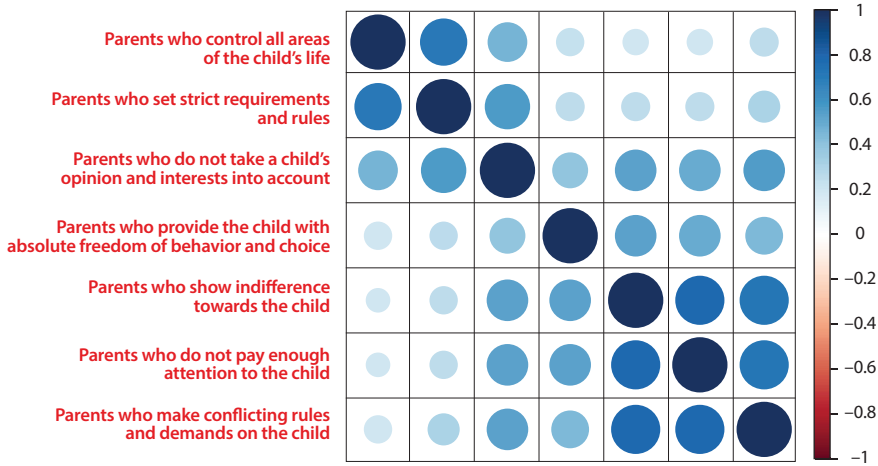 Parents who control all areas
of the child's life
Parents who set strict requirements
and rules
Parents who do not take a child's
opinion and interests into account
Parents who provide the child with
absolute freedom of behavior and choice
Parents who show indifference
towards the child
Parents who do not pay enough
attention to the child
Parents who make conflicting rules
and demands on the child
1
0.8
0.6
0.4
0.2
0
–0.2
–0.4
–0.6
–0.8
–1